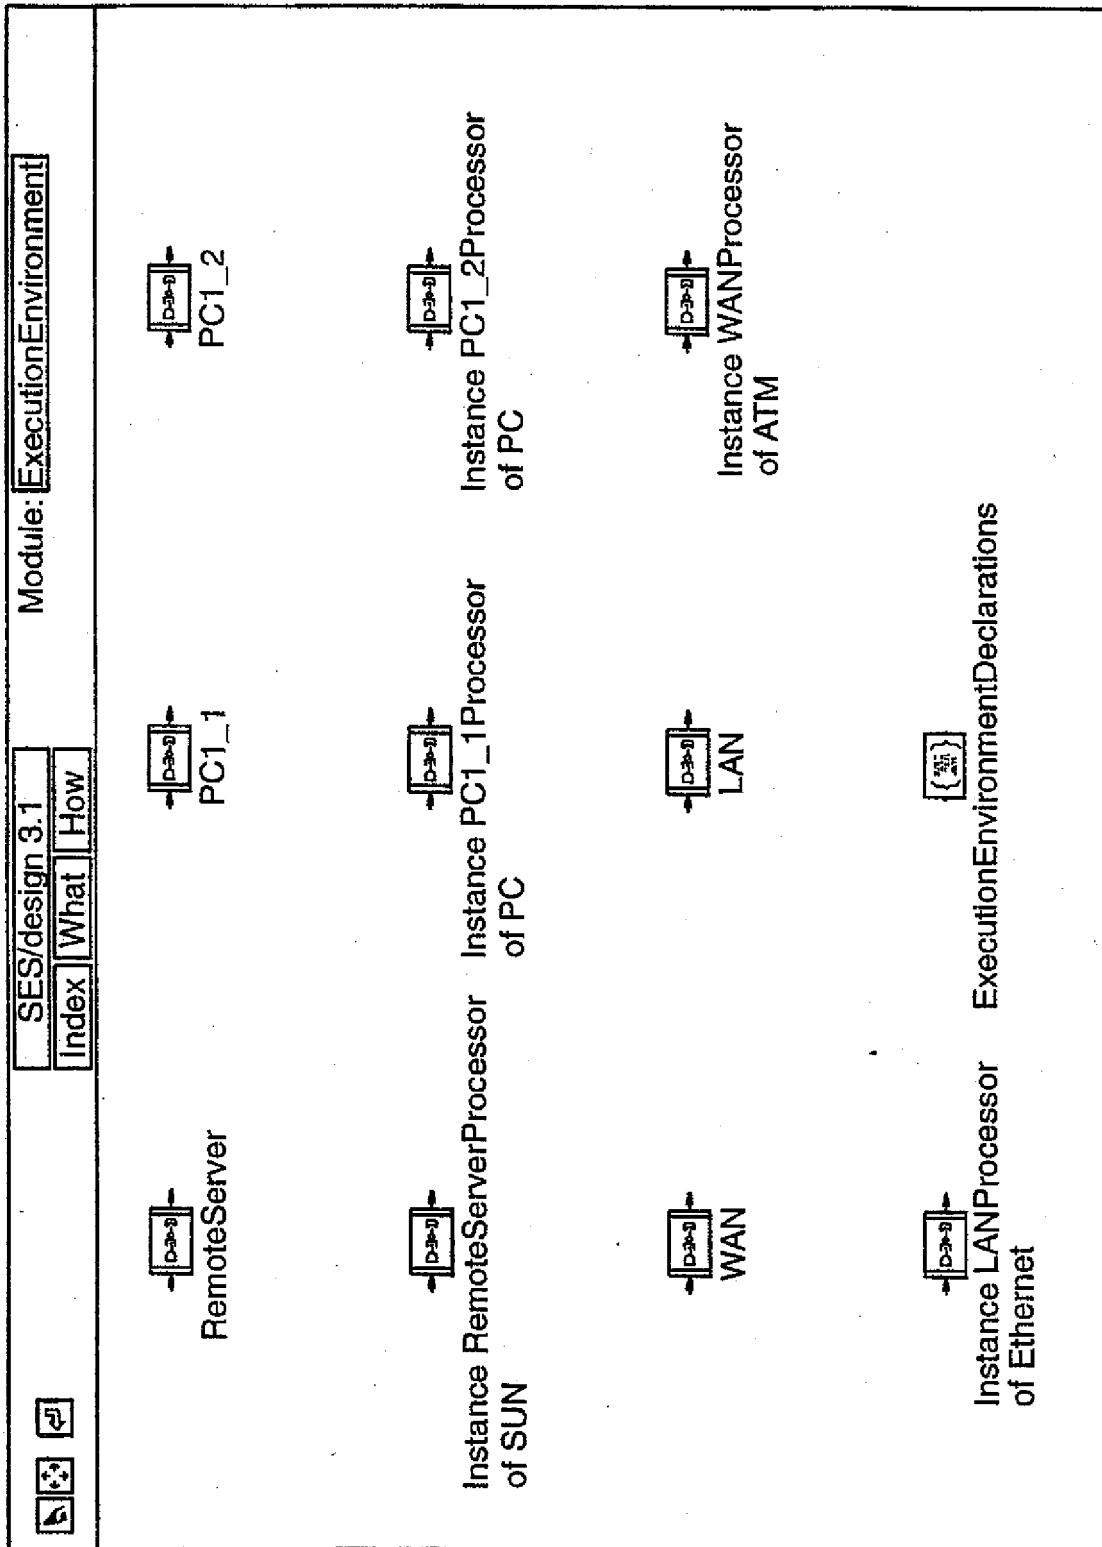 SES/design 3.1
Module: ExecutionEnvironment
Index What How
RemoteServer
PC1_1
PC1_2
Instance RemoteServerProcessor
of SUN
Instance PC1_1Processor
of PC
Instance PC1_2Processor
of PC
WAN
LAN
Instance WANProcessor
of ATM
Instance LANProcessor
of Ethernet
ExecutionEnvironmentDeclarations